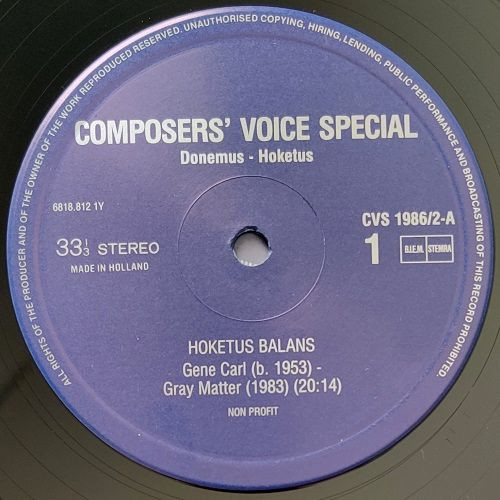 ALL RIGHTS OF THE PRODUCER AND OF THE OWNER OF THE WORK REPRODUCED RESERVED. UNAUTHORISED COPYING, HIRING, LENDING, PUBLIC PERFORMANCE AND BROADCASTING OF THIS RECORD PROHIBITED.
COMPOSERS' VOICE SPECIAL
Donemus - Hoketus
6818.812 1Y
CVS 1986/2-A
33⅓ STEREO
1 B.I.E.M. STEMRA
MADE IN HOLLAND
HOKETUS BALANS
Gene Carl (b. 1953) -
Gray Matter (1983) (20:14)
NON PROFIT